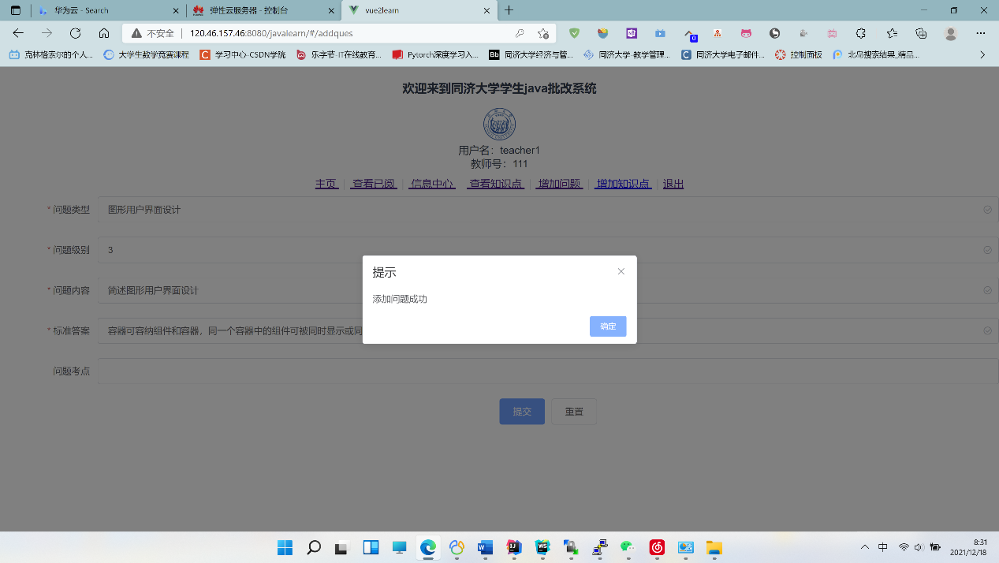 华为云 - Search
弹性云服务器 - 控制台
vue2learn
不安全 120.46.157.46:8080/javalearn/#/addques
克林格索尔的个人...
大学生数学竞赛课程
学习中心-CSDN学院
乐字节-IT在线教育...
Pytorch深度学习入...
同济大学经济与管...
同济大学-教学管理...
同济大学电子邮件...
控制面板
北鸟搜索结果_精品...
欢迎来到同济大学学生java批改系统
用户名：teacher1
教师号：111
主页 查看已阅 信息中心 查看知识点 增加问题 增加知识点 退出
* 问题类型 图形用户界面设计
* 问题级别 3
* 问题内容 简述图形用户界面设计
* 标准答案 容器可容纳组件和容器，同一个容器中的组件可被同时显示或同
问题考点
提示
添加问题成功
确定
提交 重置
中
8:31
2021/12/18